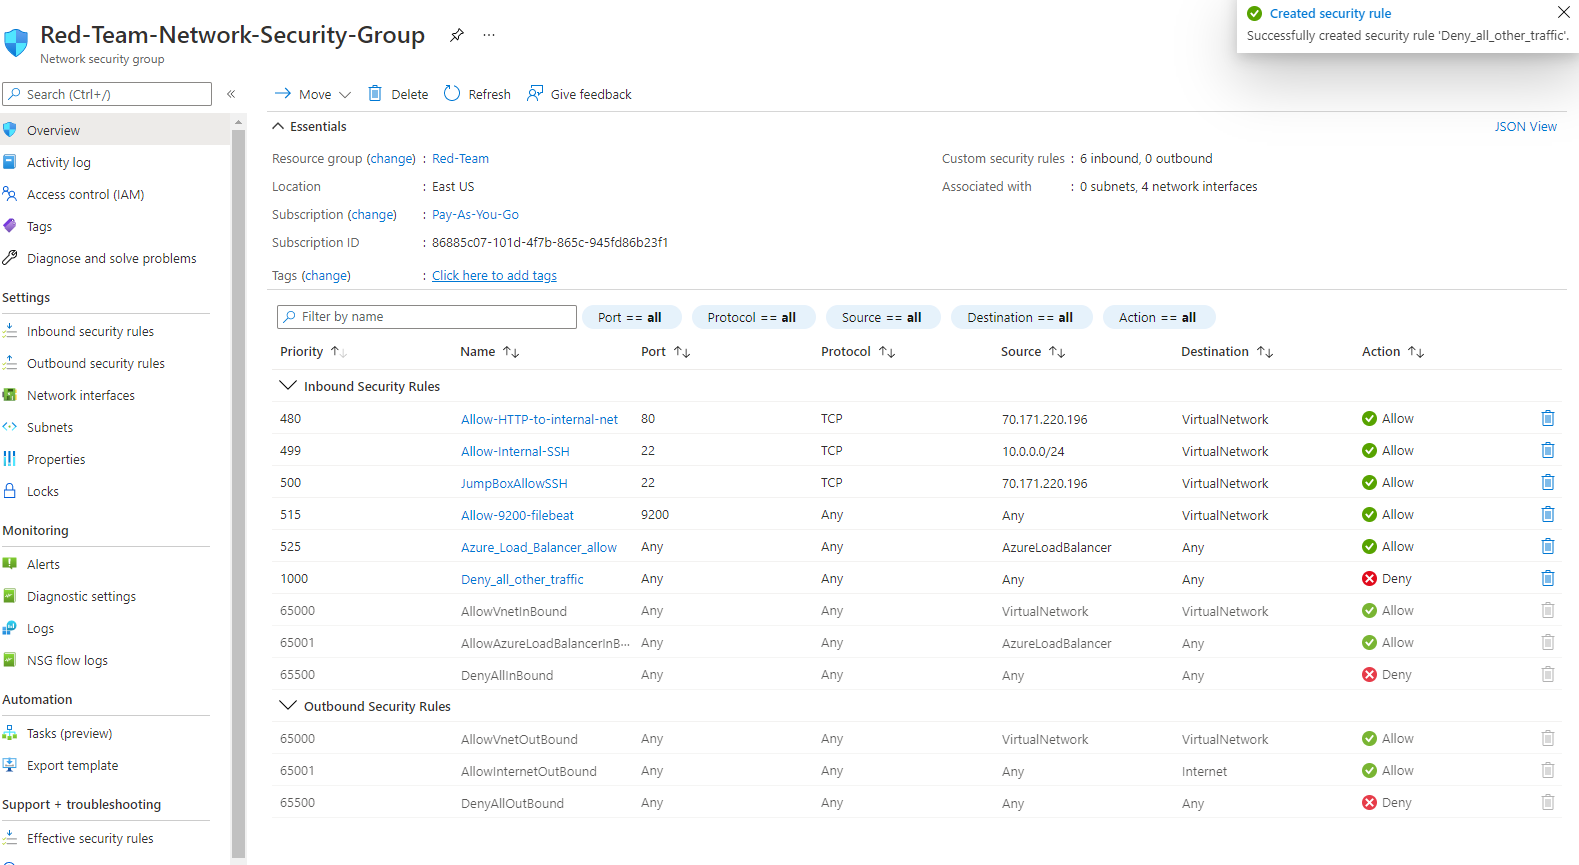 Red-Team-Network-Security-Group
Network security group
Created security rule
Successfully created security rule 'Deny_all_other_traffic'.
Search (Ctrl+/)
«
Move
Delete
Refresh
Give feedback
Overview
Activity log
Access control (IAM)
Tags
Diagnose and solve problems
Settings
Inbound security rules
Outbound security rules
Network interfaces
Subnets
Properties
Locks
Monitoring
Alerts
Diagnostic settings
Logs
NSG flow logs
Automation
Tasks (preview)
Export template
Support + troubleshooting
Effective security rules
Essentials
JSON View
Resource group (change) : Red-Team
Location : East US
Subscription (change) : Pay-As-You-Go
Subscription ID : 86885c07-101d-4f7b-865c-945fd86b23f1
Tags (change) : Click here to add tags
Custom security rules : 6 inbound, 0 outbound
Associated with : 0 subnets, 4 network interfaces
Filter by name
Port == all
Protocol == all
Source == all
Destination == all
Action == all
Priority Name Port Protocol Source Destination Action
Inbound Security Rules
480 Allow-HTTP-to-internal-net 80 TCP 70.171.220.196 VirtualNetwork Allow
499 Allow-Internal-SSH 22 TCP 10.0.0.0/24 VirtualNetwork Allow
500 JumpBoxAllowSSH 22 TCP 70.171.220.196 VirtualNetwork Allow
515 Allow-9200-filebeat 9200 Any Any VirtualNetwork Allow
525 Azure_Load_Balancer_allow Any Any AzureLoadBalancer Any Allow
1000 Deny_all_other_traffic Any Any Any Any Deny
65000 AllowVnetInBound Any Any VirtualNetwork VirtualNetwork Allow
65001 AllowAzureLoadBalancerInB··· Any Any AzureLoadBalancer Any Allow
65500 DenyAllInBound Any Any Any Any Deny
Outbound Security Rules
65000 AllowVnetOutBound Any Any VirtualNetwork VirtualNetwork Allow
65001 AllowInternetOutBound Any Any Any Internet Allow
65500 DenyAllOutBound Any Any Any Any Deny